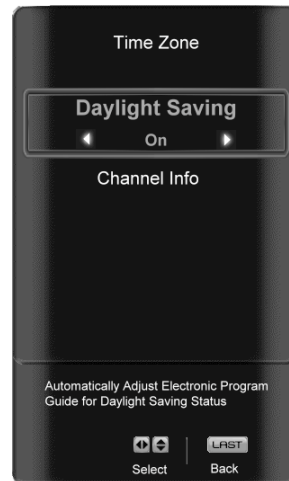 Time Zone
Daylight Saving
On
Channel Info
Automatically Adjust Electronic Program
Guide for Daylight Saving Status
LAST
Select
Back